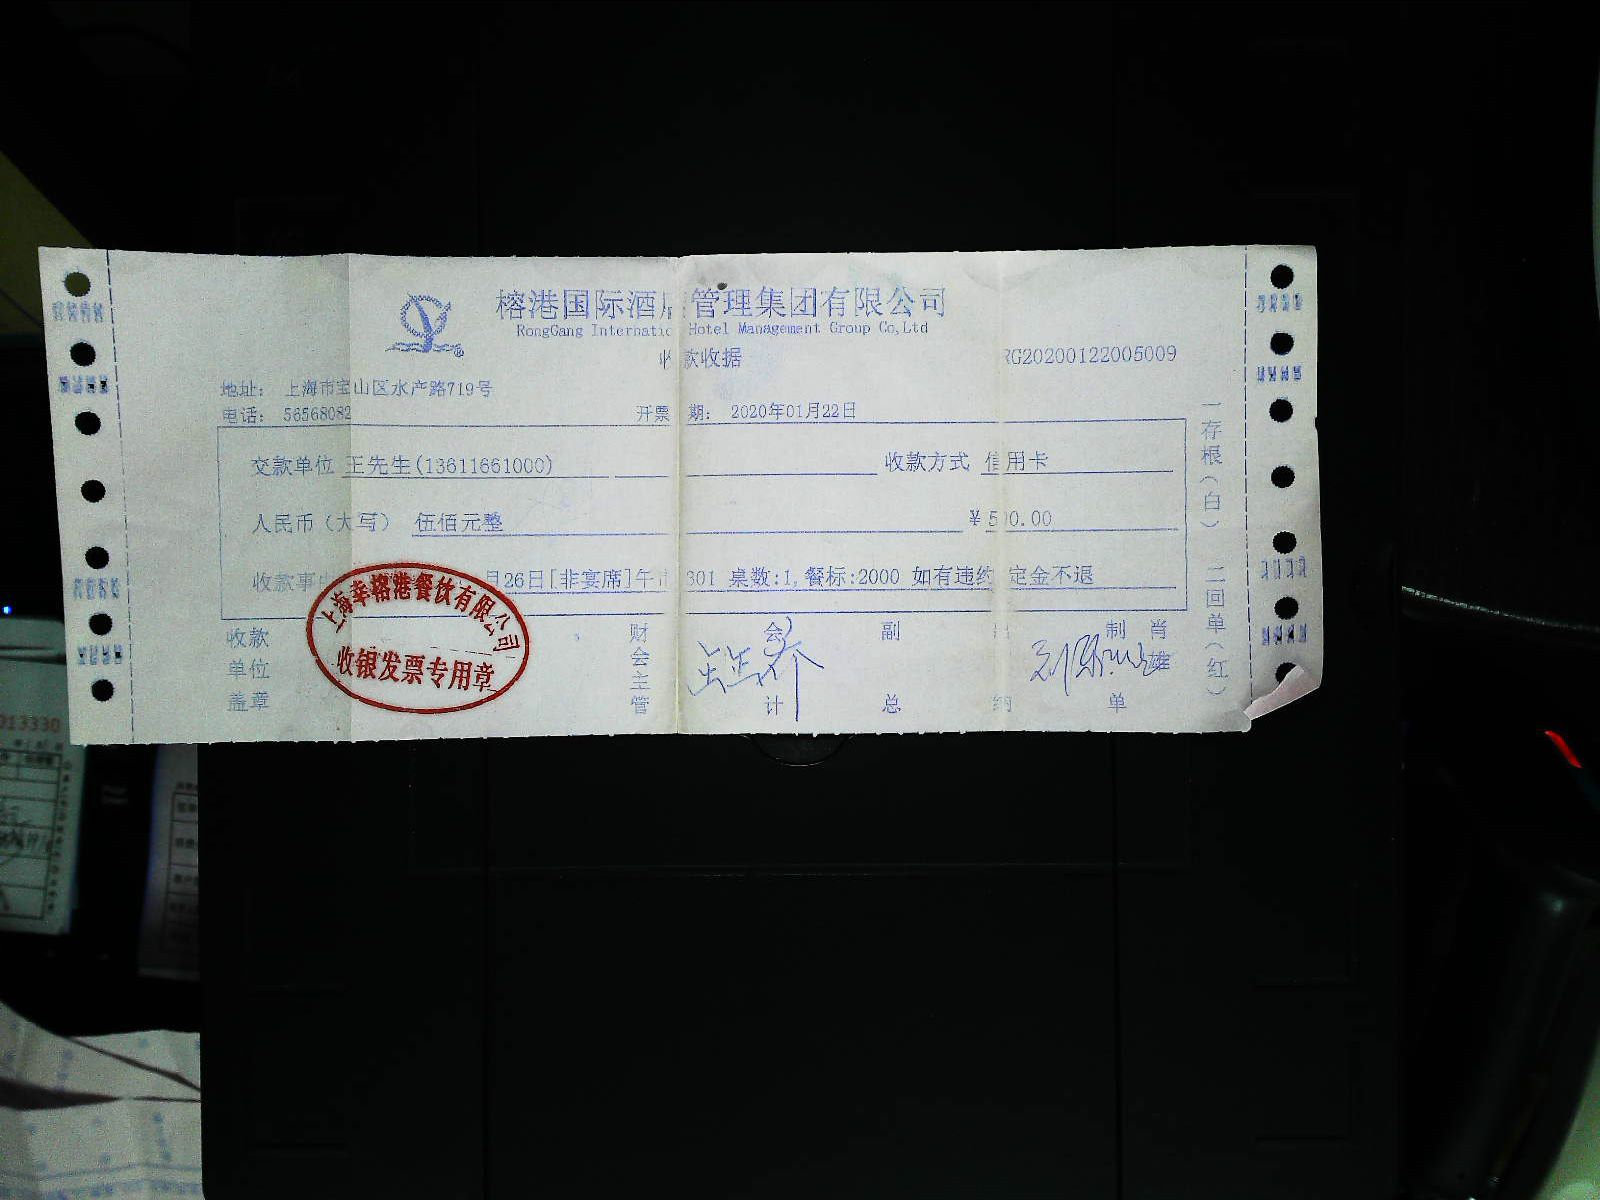 榕港国际酒店管理集团有限公司
RongGang Internatio Hotel Management Group Co,Ltd
收款收据
RG20200122005009
地址： 上海市宝山区水产路719号
电话： 56568082
开票 期： 2020年01月22日
交款单位 王先生(13611661000)
收款方式 信用卡
人民币（大写） 伍佰元整
￥500.00
收款事由 月26日[非宴席]午市 301 桌数:1,餐标:2000 如有违约 定金不退
一存根（白） 二回单（红）
收款单位盖章
财会主管
会计
副总
出纳
制单
肖雄
上海幸榕港餐饮有限公司
收银发票专用章
013330